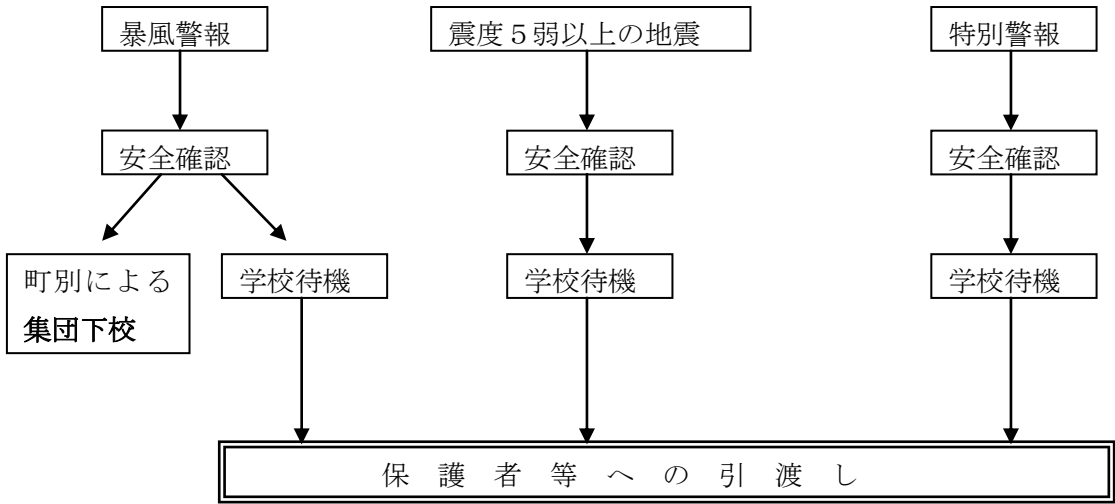 暴風警報
震度５弱以上の地震
特別警報
安全確認
安全確認
安全確認
町別による
集団下校
学校待機
学校待機
学校待機
保護者等への引渡し